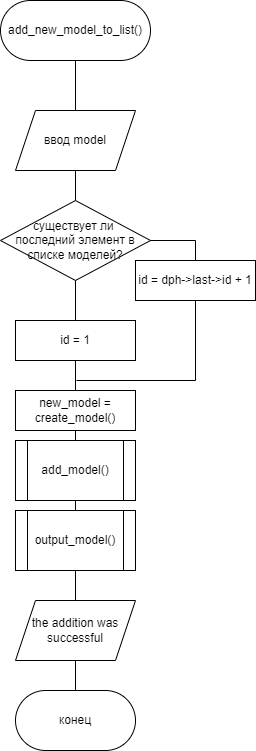 add_new_model_to_list()
ввод model
существует ли
последний элемент в
списке моделей?
id = dph->last->id + 1
id = 1
new_model =
create_model()
add_model()
output_model()
the addition was
successful
конец